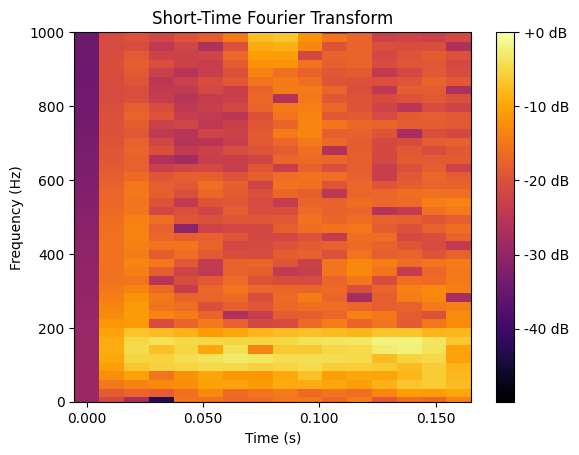 Short-Time Fourier Transform
1000
800
600
400
200
0
Frequency (Hz)
0.000
0.050
0.100
0.150
Time (s)
+0 dB
-10 dB
-20 dB
-30 dB
-40 dB